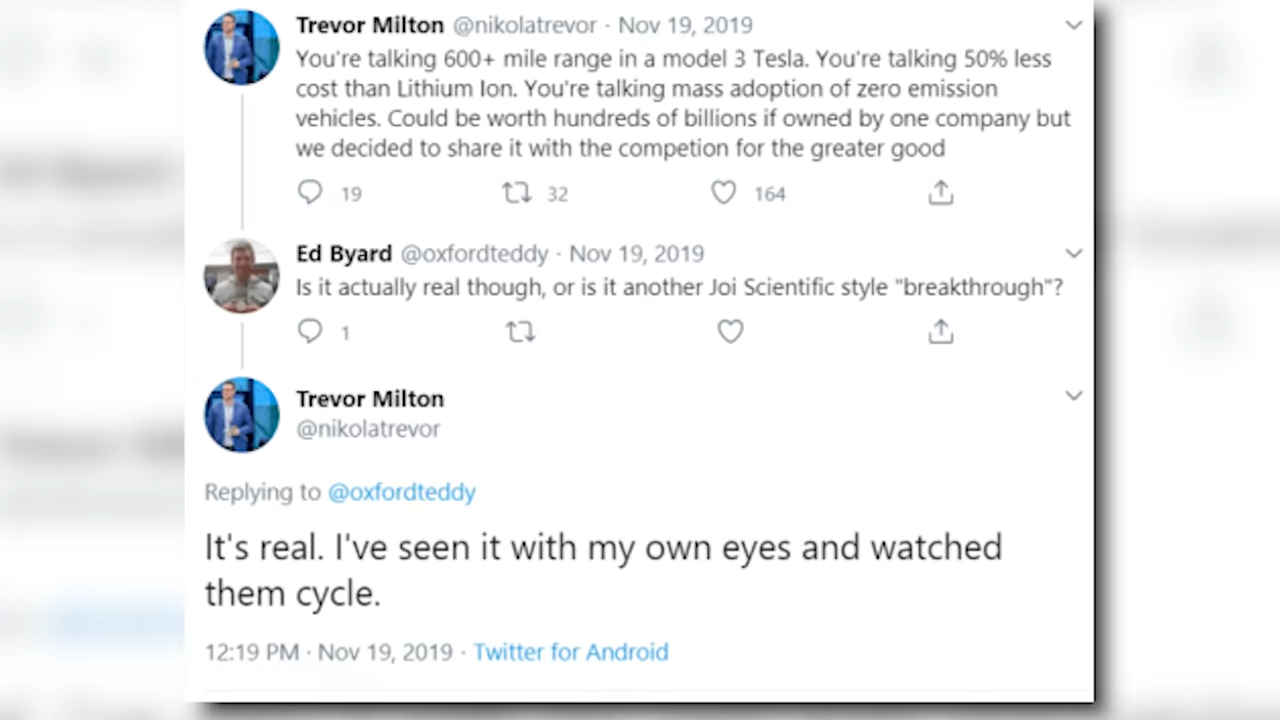 Trevor Milton @nikolatrevor · Nov 19, 2019
You're talking 600+ mile range in a model 3 Tesla. You're talking 50% less
cost than Lithium Ion. You're talking mass adoption of zero emission
vehicles. Could be worth hundreds of billions if owned by one company but
we decided to share it with the competion for the greater good
19 32 164
Ed Byard @oxfordteddy · Nov 19, 2019
Is it actually real though, or is it another Joi Scientific style "breakthrough"?
1
Trevor Milton
@nikolatrevor
Replying to @oxfordteddy
It's real. I've seen it with my own eyes and watched
them cycle.
12:19 PM · Nov 19, 2019 · Twitter for Android